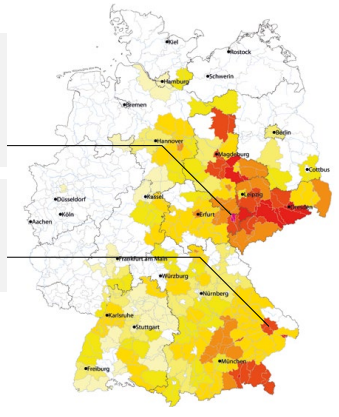 Kiel
Rostock
Hamburg
Schwerin
Bremen
Hannover
Berlin
Magdeburg
Cottbus
Düsseldorf
Kassel
Leipzig
Köln
Erfurt
Dresden
Aachen
Frankfurt am Main
Würzburg
Nürnberg
Karlsruhe
Stuttgart
München
Freiburg